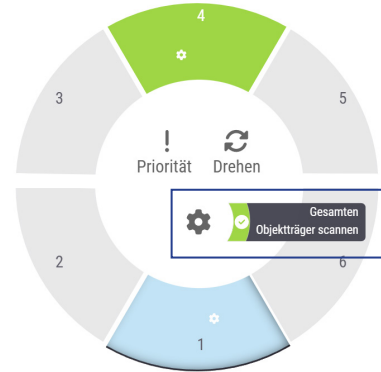 4
3
5
!
Priorität Drehen
Gesamten
Objektträger scannen
2
6
1